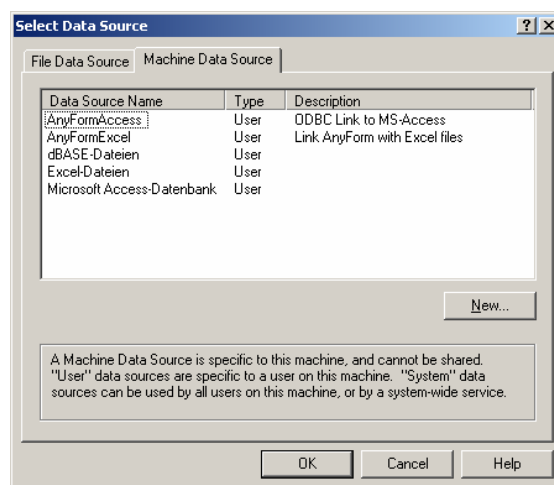 Select Data Source
File Data Source Machine Data Source
Data Source Name Type Description
AnyFormAccess User ODBC Link to MS-Access
AnyFormExcel User Link AnyForm with Excel files
dBASE-Dateien User
Excel-Dateien User
Microsoft Access-Datenbank User
New...
A Machine Data Source is specific to this machine, and cannot be shared.
"User" data sources are specific to a user on this machine. "System" data
sources can be used by all users on this machine, or by a system-wide service.
OK Cancel Help